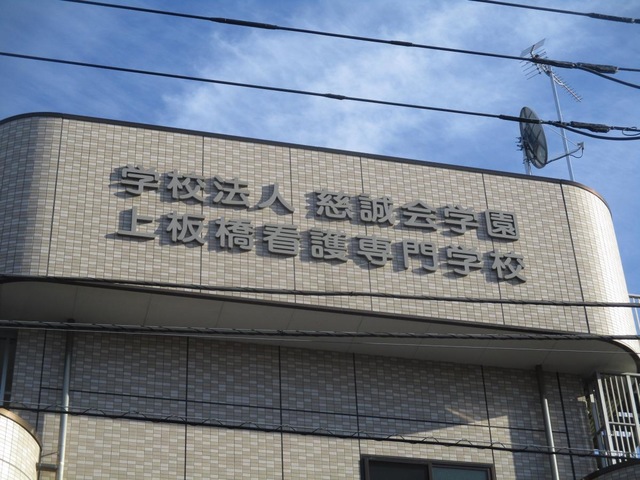 学校法人 慈誠会学園
上板橋看護専門学校